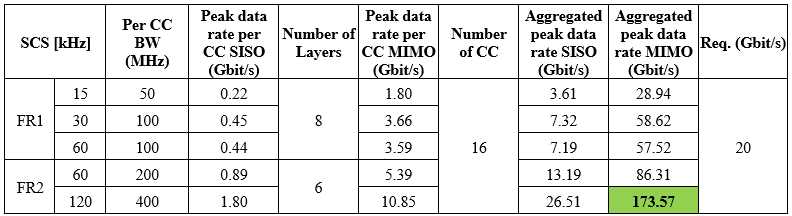 SCS [kHz] Per CC BW (MHz) Peak data rate per CC SISO (Gbit/s) Number of Layers Peak data rate per CC MIMO (Gbit/s) Number of CC Aggregated peak data rate SISO (Gbit/s) Aggregated peak data rate MIMO (Gbit/s) Req. (Gbit/s)
FR1 15 50 0.22 8 1.80 16 3.61 28.94 20
30 100 0.45 3.66 7.32 58.62
60 100 0.44 3.59 7.19 57.52
FR2 60 200 0.89 6 5.39 13.19 86.31
120 400 1.80 10.85 26.51 173.57